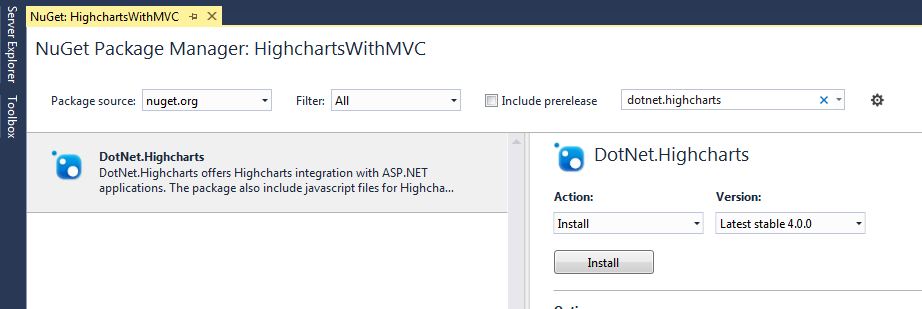 Server Explorer
Toolbox
NuGet: HighchartsWithMVC
NuGet Package Manager: HighchartsWithMVC
Package source: nuget.org Filter: All Include prerelease dotnet.highcharts
DotNet.Highcharts
DotNet.Highcharts offers Highcharts integration with ASP.NET
applications. The package also include javascript files for Highcha...
DotNet.Highcharts
Action: Version:
Install Latest stable 4.0.0
Install